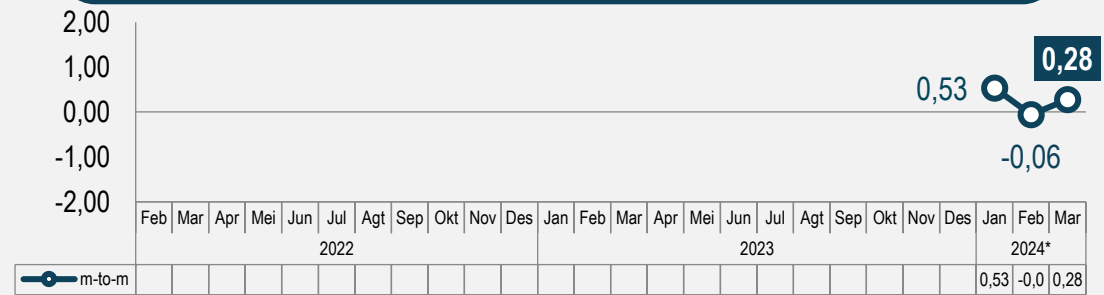 2,00
1,00
0,00
-1,00
-2,00
0,53
-0,06
0,28
Feb Mar Apr Mei Jun Jul Agt Sep Okt Nov Des Jan Feb Mar Apr Mei Jun Jul Agt Sep Okt Nov Des Jan Feb Mar
2022 2023 2024*
m-to-m 0,53 -0,0 0,28